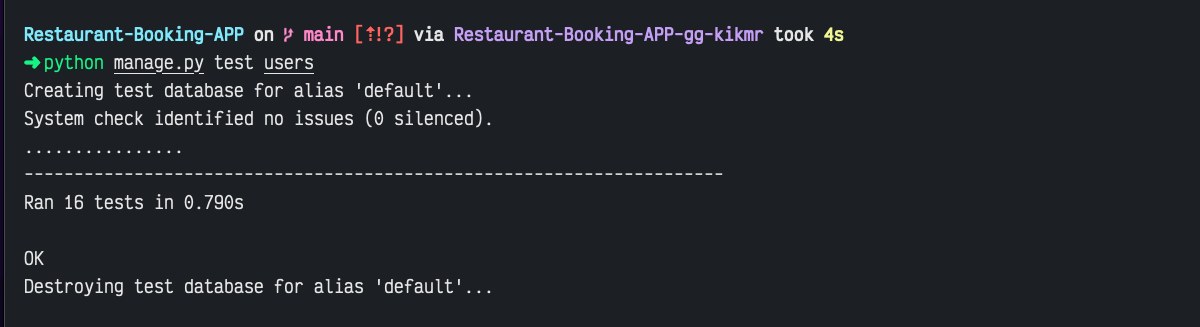 Restaurant-Booking-APP on  main [⇡!?] via Restaurant-Booking-APP-gg-kikmr took 4s
➜ python manage.py test users
Creating test database for alias 'default'...
System check identified no issues (0 silenced).
................
----------------------------------------------------------------------
Ran 16 tests in 0.790s
OK
Destroying test database for alias 'default'...